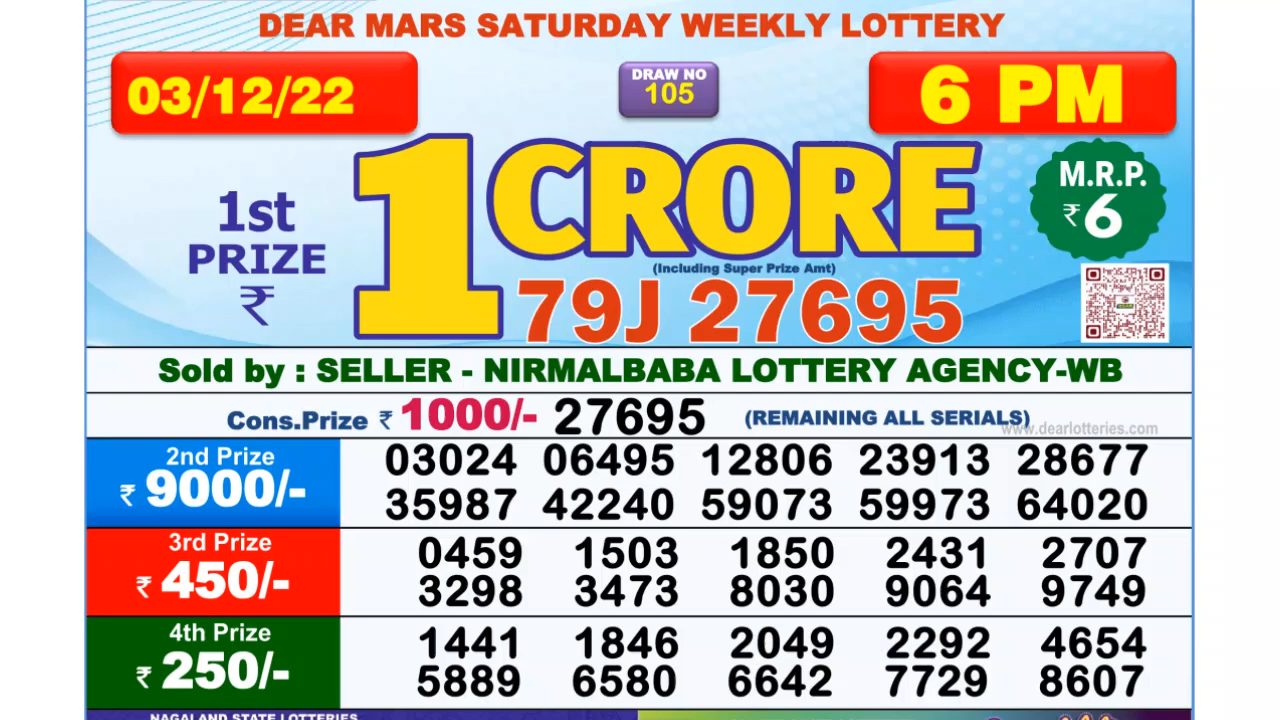 DEAR MARS SATURDAY WEEKLY LOTTERY
03/12/22
DRAW NO
105
6 PM
1st
PRIZE
₹
1 CRORE
(Including Super Prize Amt)
79J 27695
M.R.P.
₹6
Sold by : SELLER - NIRMALBABA LOTTERY AGENCY-WB
Cons.Prize ₹ 1000/- 27695 (REMAINING ALL SERIALS)
www.dearlotteries.com
2nd Prize
₹ 9000/-
03024 06495 12806 23913 28677
35987 42240 59073 59973 64020
3rd Prize
₹ 450/-
0459 1503 1850 2431 2707
3298 3473 8030 9064 9749
4th Prize
₹ 250/-
1441 1846 2049 2292 4654
5889 6580 6642 7729 8607
NAGALAND STATE LOTTERIES